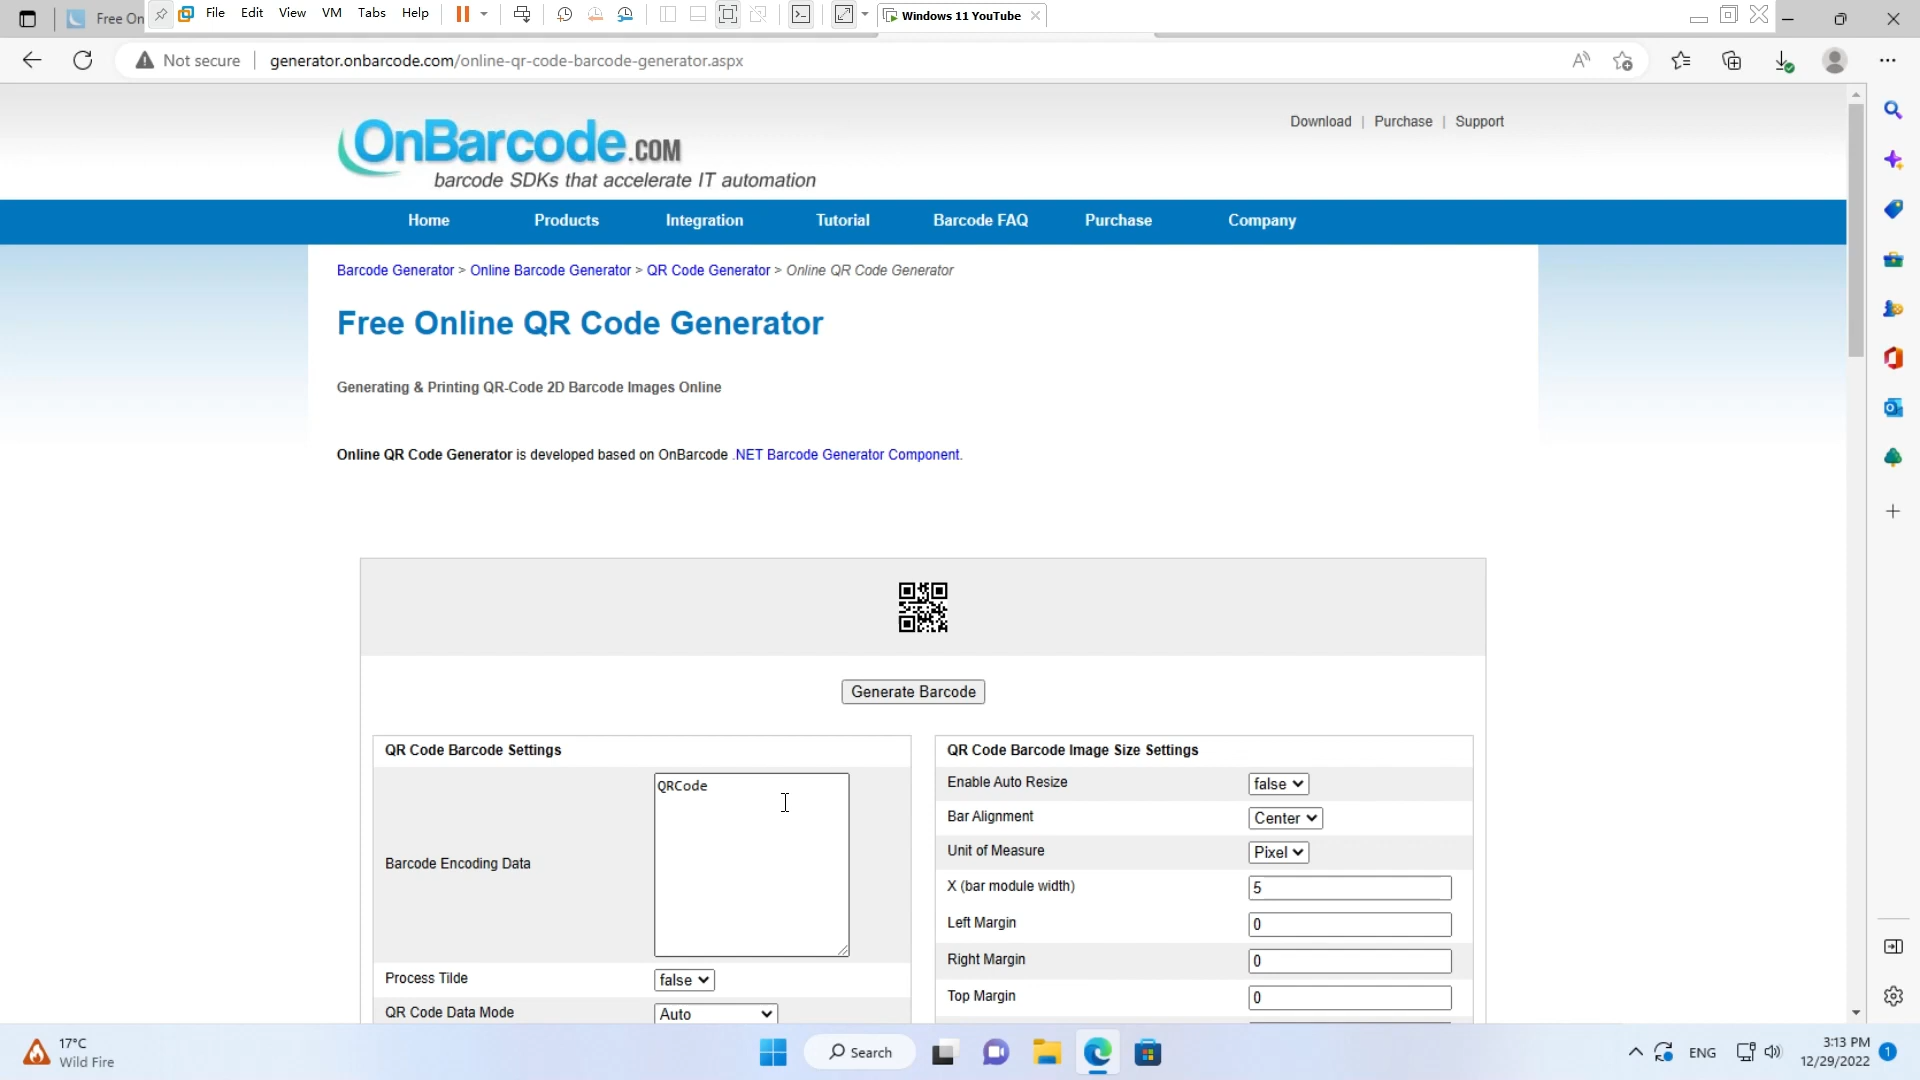 Free On
File Edit View VM Tabs Help
Windows 11 YouTube
Not secure
generator.onbarcode.com/online-qr-code-barcode-generator.aspx
OnBarcode.COM
barcode SDKs that accelerate IT automation
Download | Purchase | Support
Home Products Integration Tutorial Barcode FAQ Purchase Company
Barcode Generator > Online Barcode Generator > QR Code Generator > Online QR Code Generator
Free Online QR Code Generator
Generating & Printing QR-Code 2D Barcode Images Online
Online QR Code Generator is developed based on OnBarcode .NET Barcode Generator Component.
Generate Barcode
QR Code Barcode Settings
Barcode Encoding Data
QRCode
Process Tilde
false
QR Code Data Mode
Auto
QR Code Barcode Image Size Settings
Enable Auto Resize
false
Bar Alignment
Center
Unit of Measure
Pixel
X (bar module width)
5
Left Margin
0
Right Margin
0
Top Margin
0
17°C
Wild Fire
Search
ENG
3:13 PM
12/29/2022
1